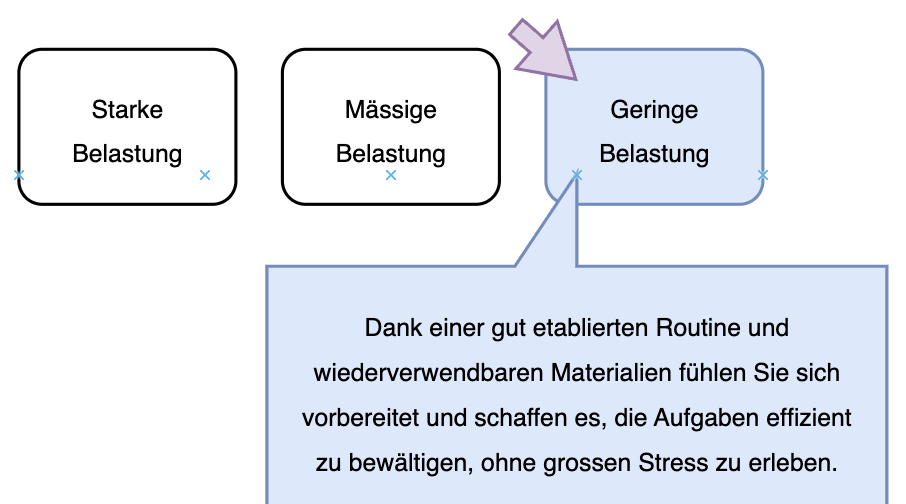 Starke
Belastung
Mässige
Belastung
Geringe
Belastung
Dank einer gut etablierten Routine und
wiederverwendbaren Materialien fühlen Sie sich
vorbereitet und schaffen es, die Aufgaben effizient
zu bewältigen, ohne grossen Stress zu erleben.